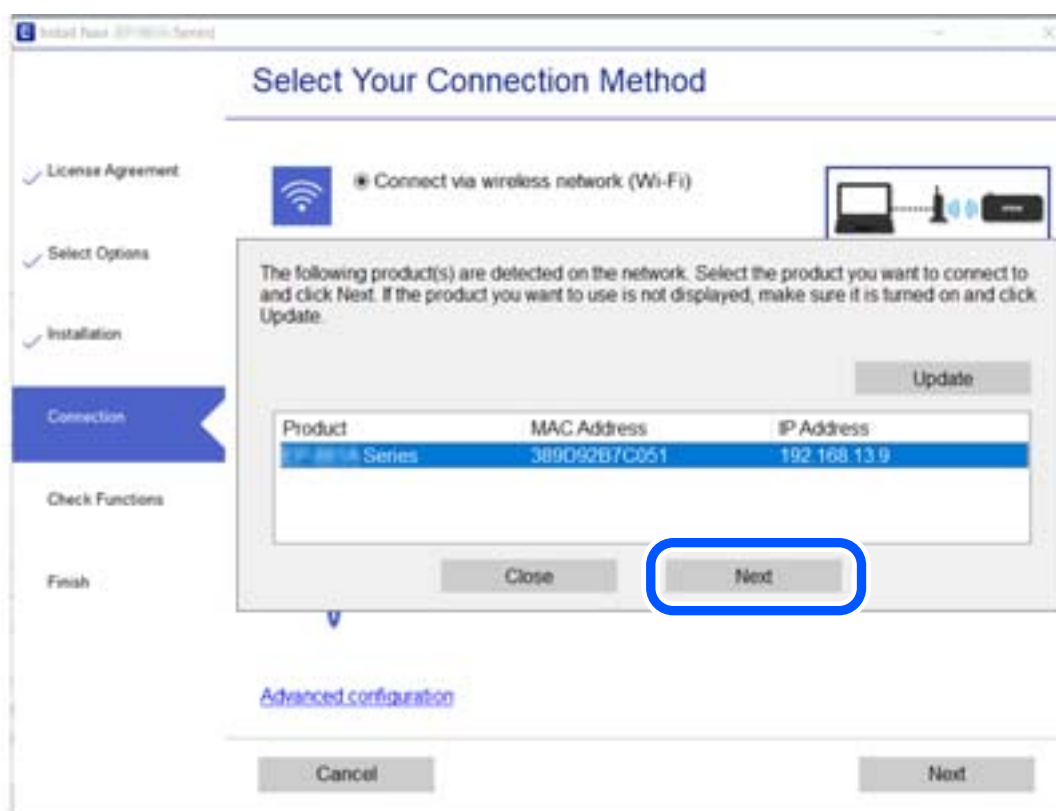 Select Your Connection Method
License Agreement
Select Options
Installation
Connection
Check Functions
Finish
Connect via wireless network (Wi-Fi)
The following product(s) are detected on the network. Select the product you want to connect to
and click Next. If the product you want to use is not displayed, make sure it is turned on and click
Update.
Update
Product MAC Address IP Address
Series 389D92B7C051 192.168.13.9
Close Next
Advanced configuration
Cancel Next